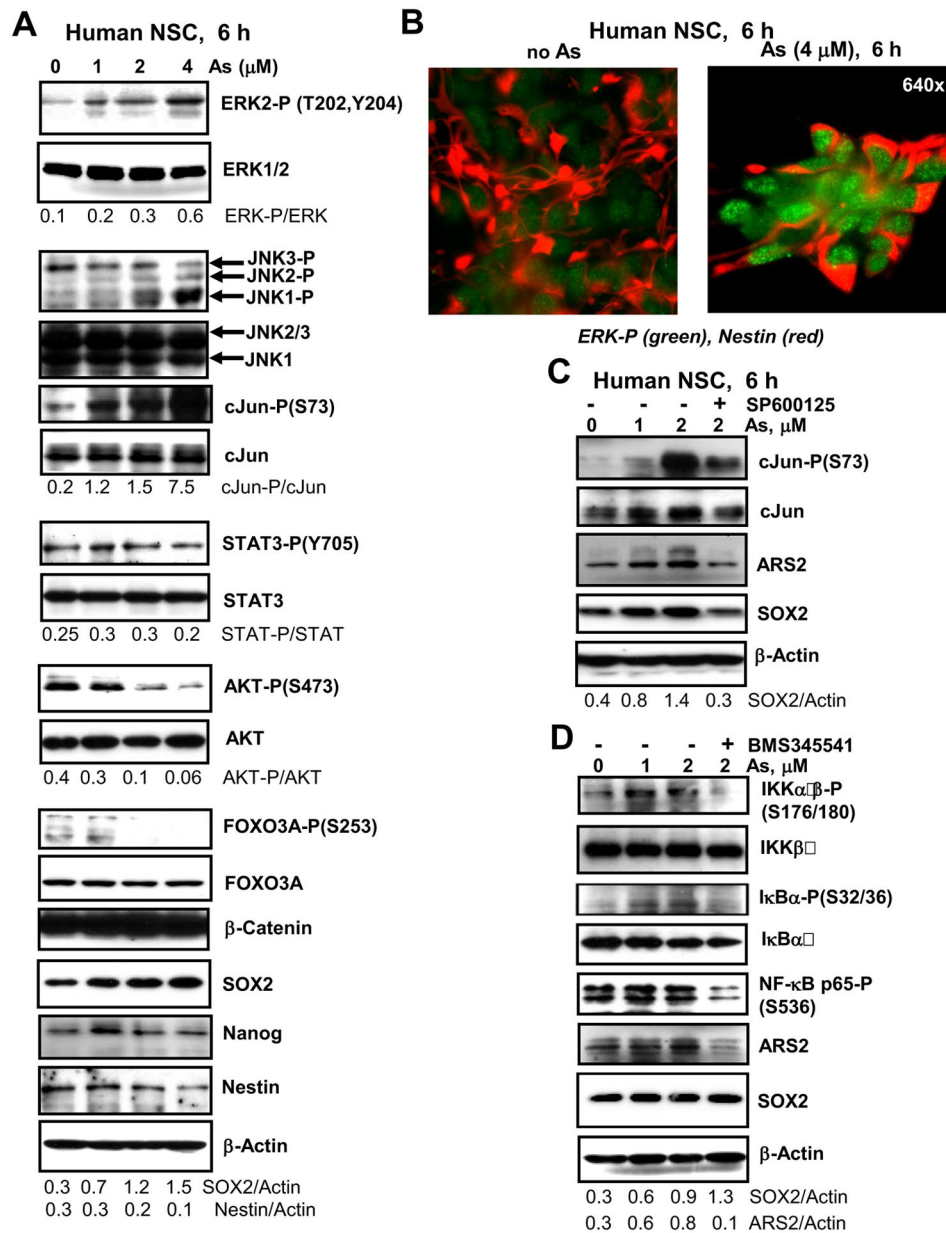 A
Human NSC, 6 h
0 1 2 4 As (μM)
ERK2-P (T202,Y204)
ERK1/2
0.1 0.2 0.3 0.6 ERK-P/ERK
JNK3-P
JNK2-P
JNK1-P
JNK2/3
JNK1
cJun-P(S73)
cJun
0.2 1.2 1.5 7.5 cJun-P/cJun
STAT3-P(Y705)
STAT3
0.25 0.3 0.3 0.2 STAT-P/STAT
AKT-P(S473)
AKT
0.4 0.3 0.1 0.06 AKT-P/AKT
FOXO3A-P(S253)
FOXO3A
β-Catenin
SOX2
Nanog
Nestin
β-Actin
0.3 0.7 1.2 1.5 SOX2/Actin
0.3 0.3 0.2 0.1 Nestin/Actin
B
Human NSC, 6 h
no As
As (4 μM), 6 h
640x
ERK-P (green), Nestin (red)
C
Human NSC, 6 h
- - - + SP600125
0 1 2 2 As, μM
cJun-P(S73)
cJun
ARS2
SOX2
β-Actin
0.4 0.8 1.4 0.3 SOX2/Actin
D
- - - + BMS345541
0 1 2 2 As, μM
IKKα□β-P
(S176/180)
IKKβ□
IκBα-P(S32/36)
IκBα□
NF-κB p65-P
(S536)
ARS2
SOX2
β-Actin
0.3 0.6 0.9 1.3 SOX2/Actin
0.3 0.6 0.8 0.1 ARS2/Actin